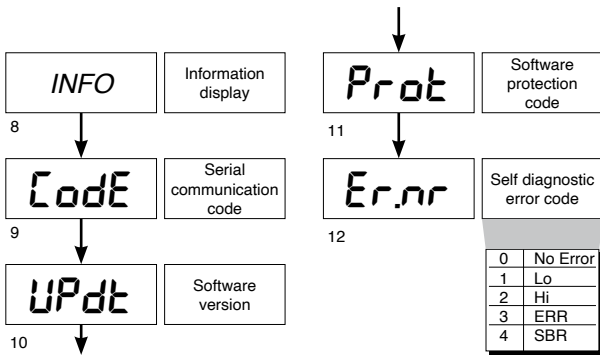 INFO
Information
display
8
CodE
Serial
communication
code
9
UPdt
Software
version
10
Prot
Software
protection
code
11
Er.nr
Self diagnostic
error code
12
0 No Error
1 Lo
2 Hi
3 ERR
4 SBR